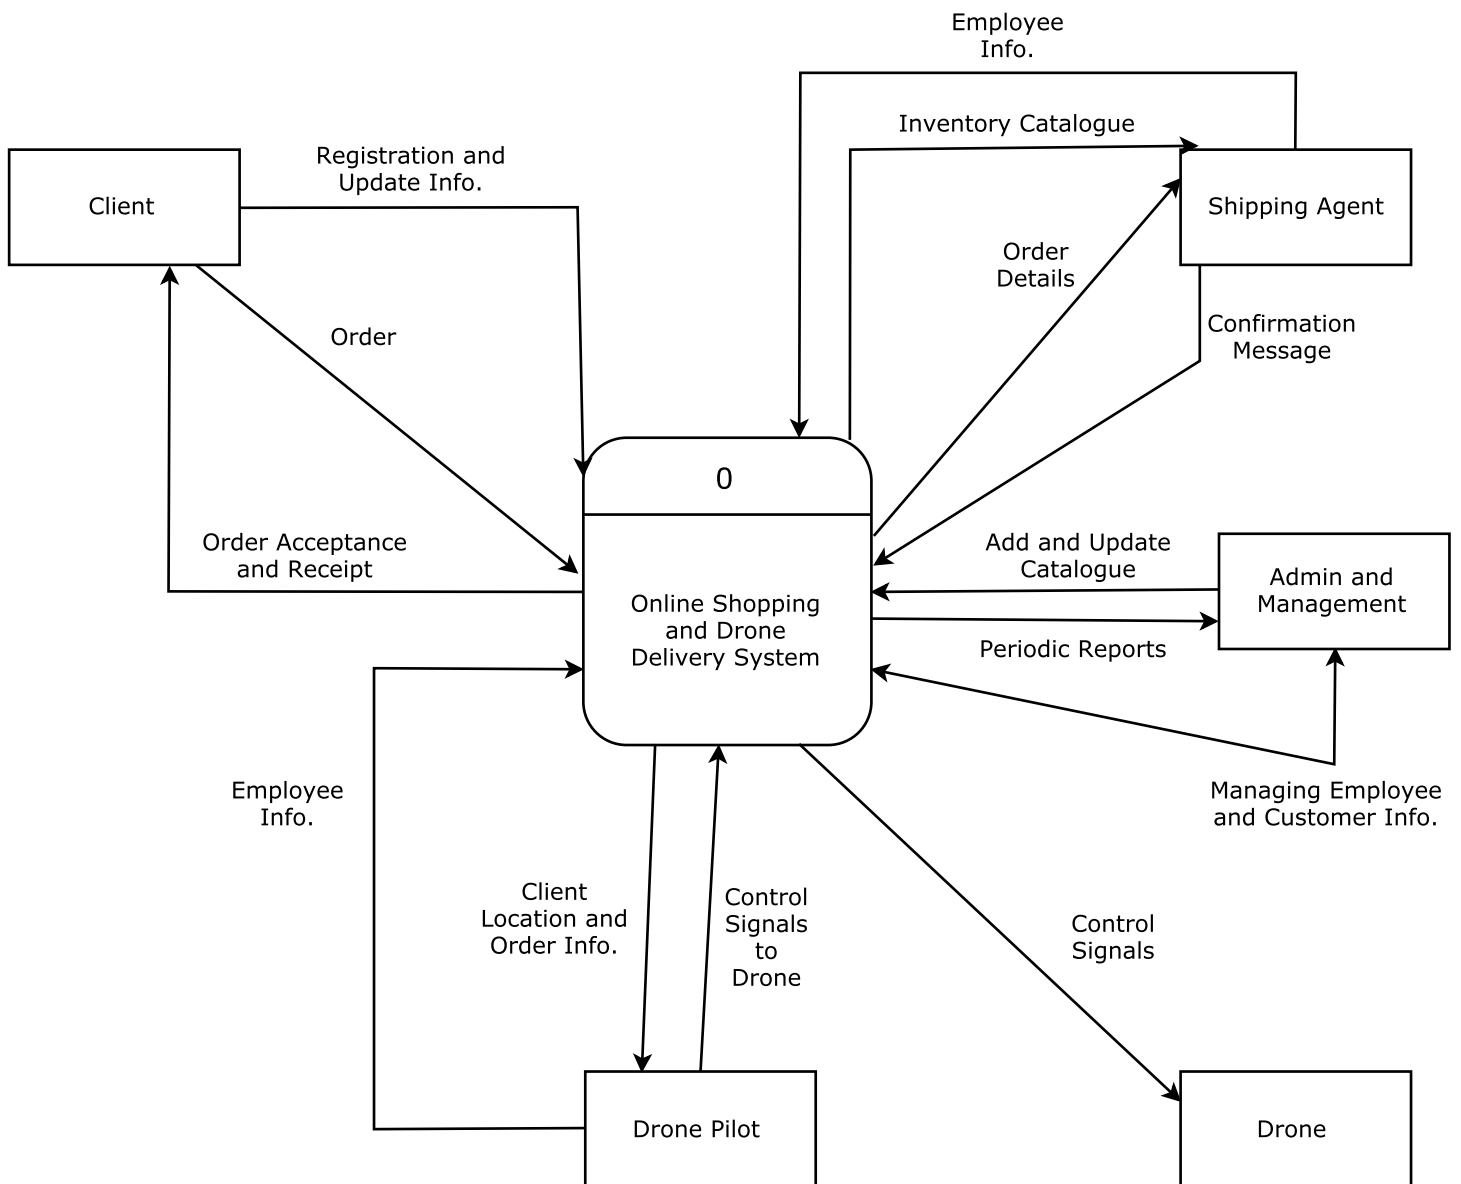 Employee
Info.
Inventory Catalogue
Registration and
Update Info.
Client
Shipping Agent
Order
Details
Order
Confirmation
Message
0
Order Acceptance
and Receipt
Add and Update
Catalogue
Admin and
Management
Online Shopping
and Drone
Delivery System
Periodic Reports
Employee
Info.
Managing Employee
and Customer Info.
Client
Location and
Order Info.
Control
Signals
to
Drone
Control
Signals
Drone Pilot
Drone